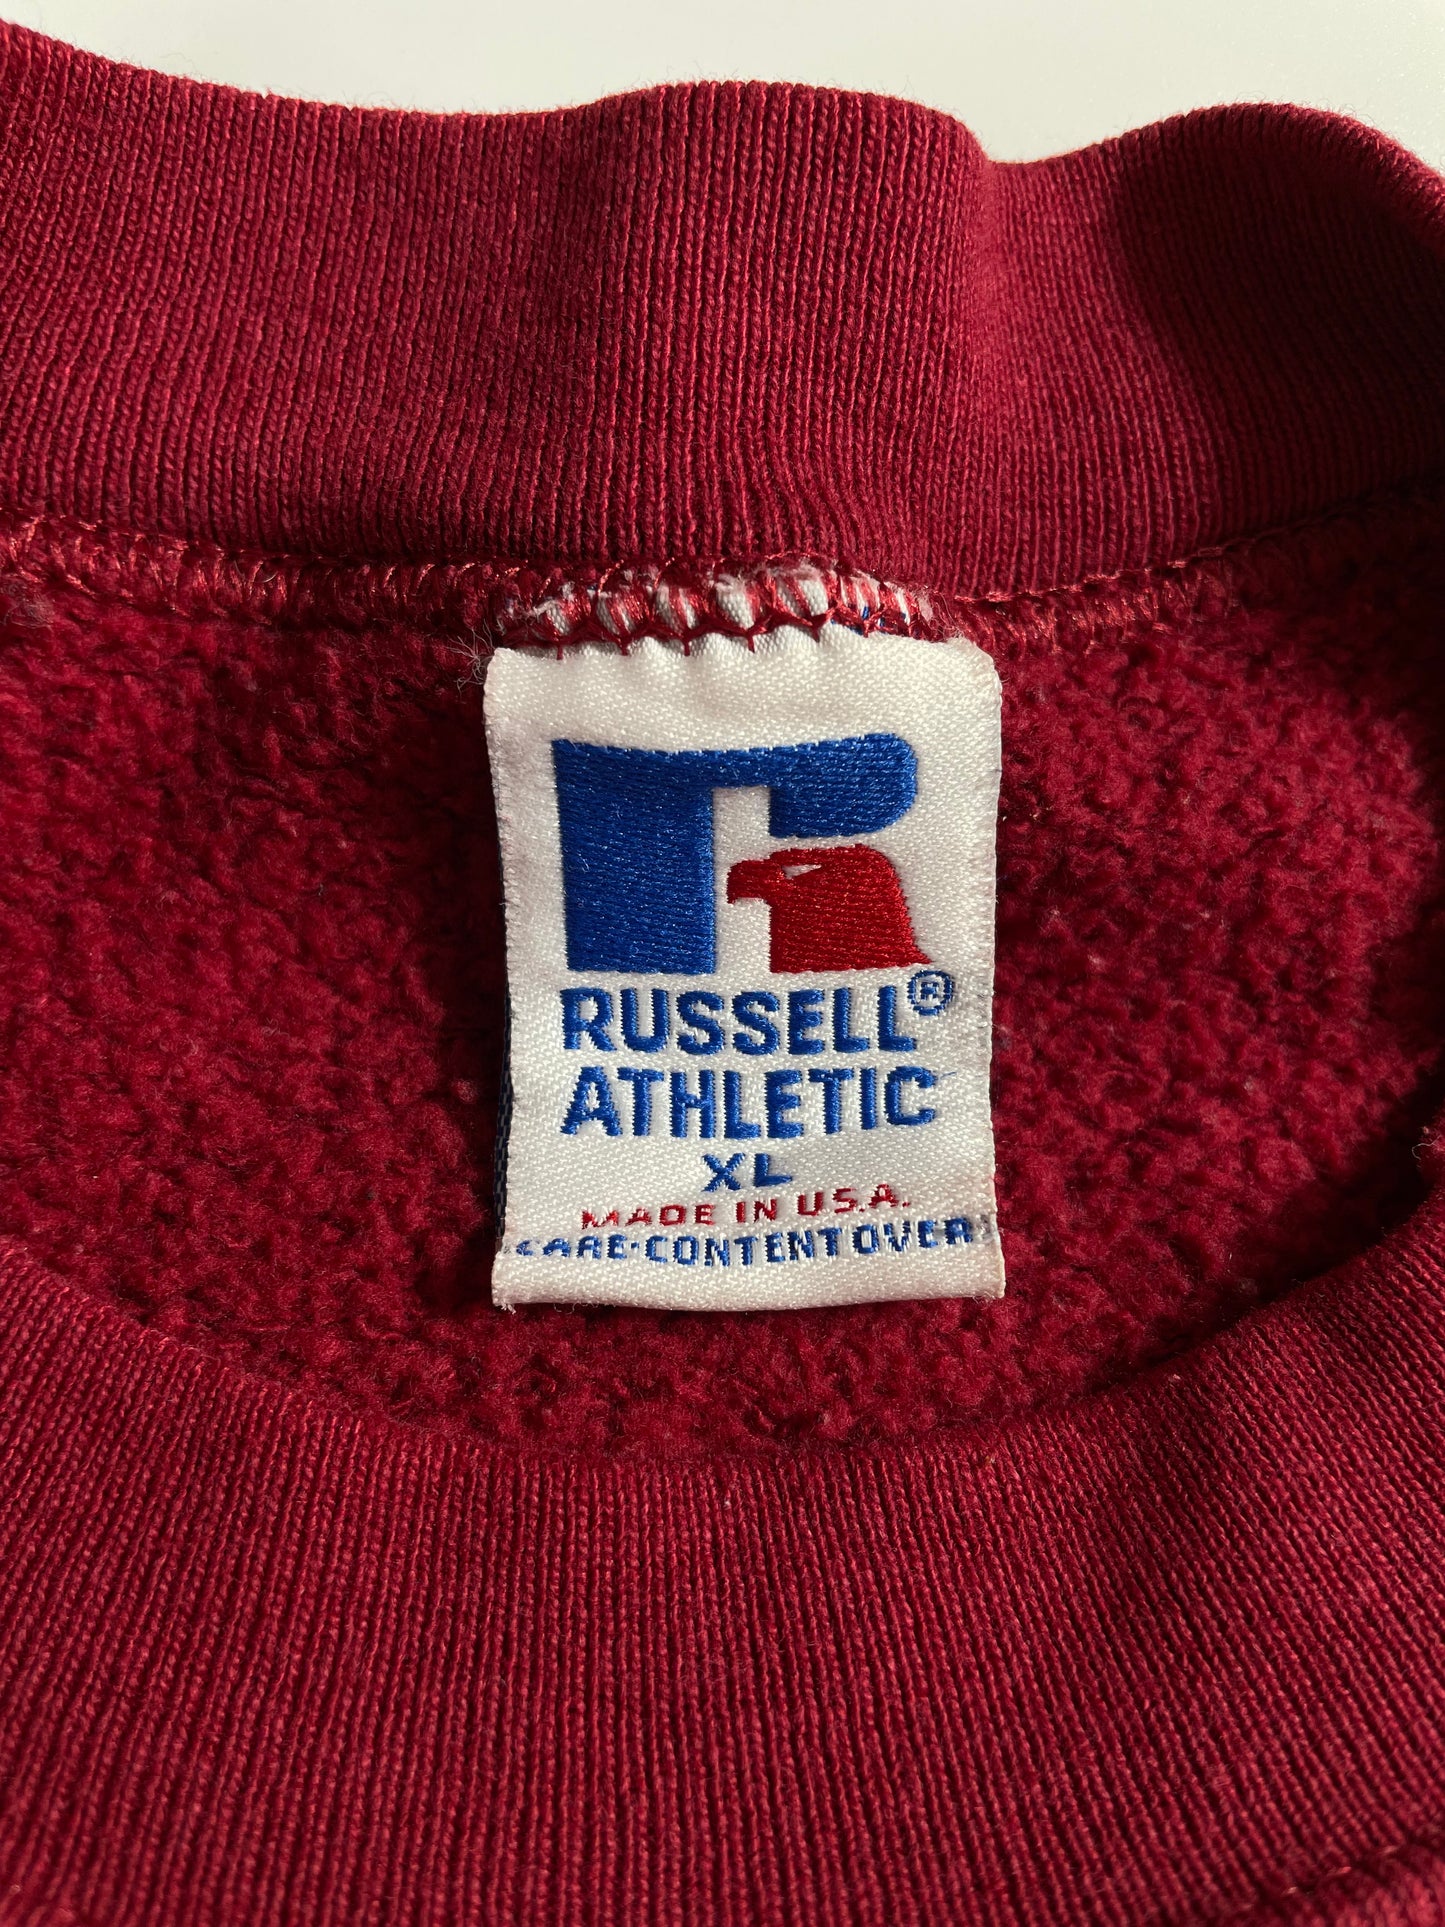 RUSSELL®
ATHLETIC
XL
MADE IN U.S.A.
CARE·CONTENT OVER